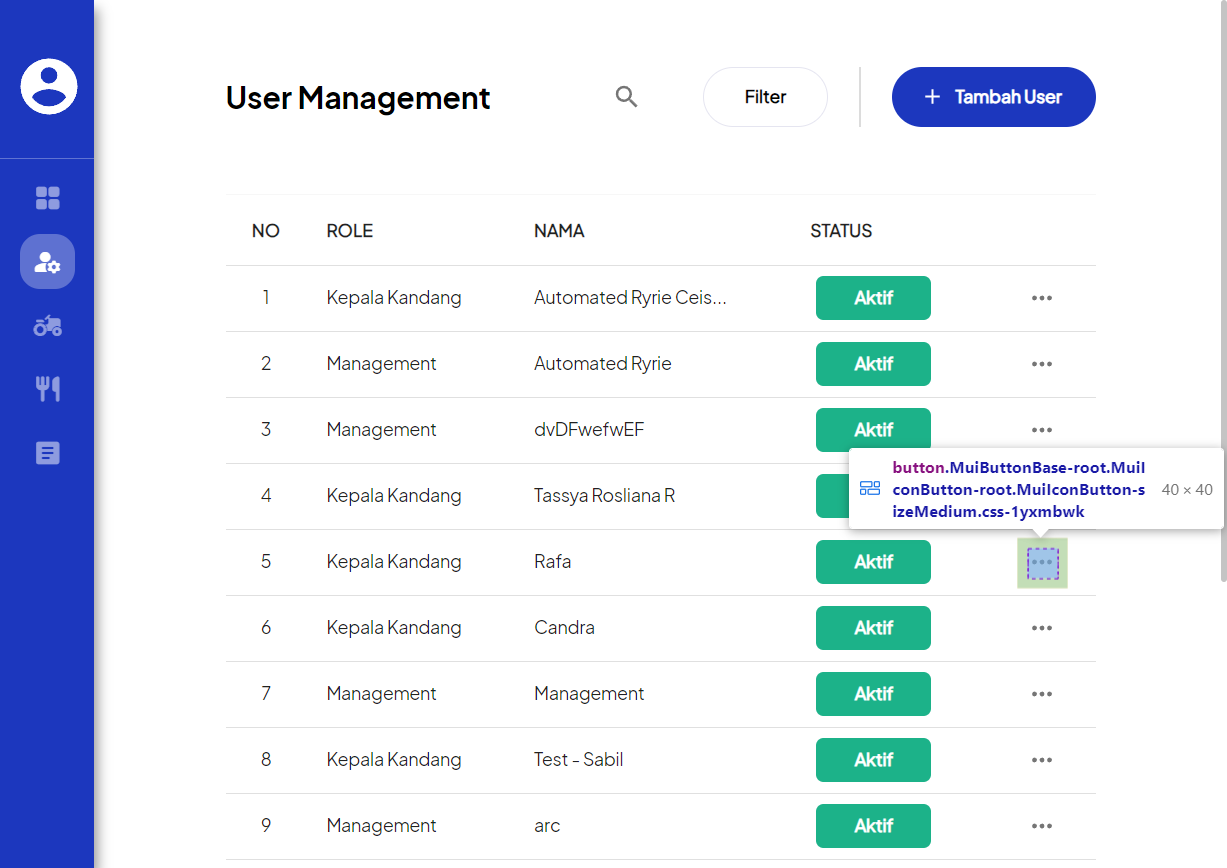 User Management
Filter
+ Tambah User
NO ROLE NAMA STATUS
1 Kepala Kandang Automated Ryrie Ceis... Aktif ...
2 Management Automated Ryrie Aktif ...
3 Management dvDFwefwEF Aktif ...
button.MuiButtonBase-root.MuiI
conButton-root.MuiIconButton-s
izeMedium.css-1yxmbwk
40 × 40
4 Kepala Kandang Tassya Rosliana R
5 Kepala Kandang Rafa Aktif ...
6 Kepala Kandang Candra Aktif ...
7 Management Management Aktif ...
8 Kepala Kandang Test - Sabil Aktif ...
9 Management arc Aktif ...